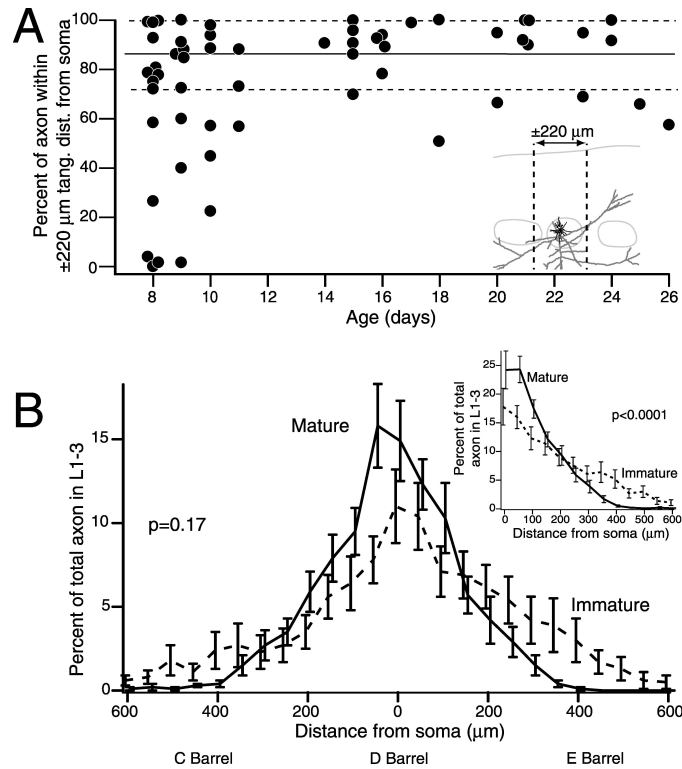 A
Percent of axon within
±220 µm tang. dist. from soma
100
80
60
40
20
0
±220 µm
8
10
12
14
16
18
20
22
24
26
Age (days)
B
Percent of total axon in L1-3
15
10
5
0
p=0.17
Mature
Immature
600
400
200
0
200
400
600
Distance from soma (µm)
C Barrel
D Barrel
E Barrel
Percent of total
axon in L1-3
25
20
15
10
5
0
Mature
p<0.0001
Immature
0
100
200
300
400
500
600
Distance from soma (µm)